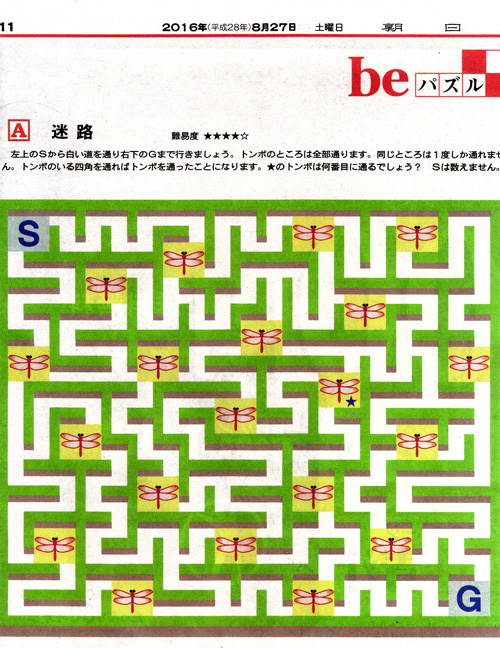 11 2016年(平成28年)8月27日 土曜日 朝 日
be パズル
A 迷路 難易度 ★★★★☆
左上のSから白い道を通り右下のGまで行きましょう。トンボのところは全部通ります。同じところは1度しか通れませ
ん。トンボのいる四角を通ればトンボを通ったことになります。★のトンボは何番目に通るでしょう? Sは数えません。
S
★
G